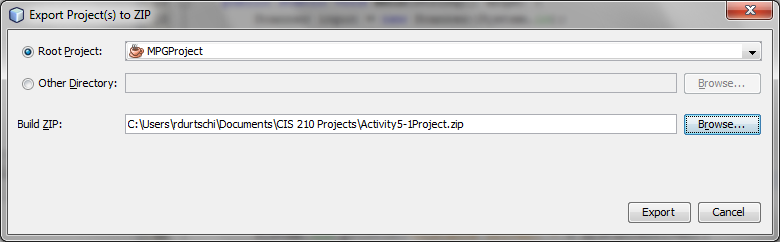 Export Project(s) to ZIP
Root Project: MPGProject
Other Directory: Browse...
Build ZIP: C:\Users\rdurtschi\Documents\CIS 210 Projects\Activity5-1Project.zip Browse...
Export Cancel